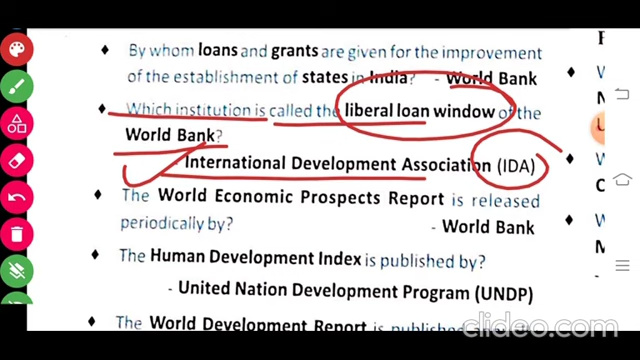 By whom loans and grants are given for the improvement
of the establishment of states in India? - World Bank
Which institution is called the liberal loan window of the
World Bank?
International Development Association (IDA)
The World Economic Prospects Report is released
periodically by? - World Bank
The Human Development Index is published by?
- United Nation Development Program (UNDP)
The World Development Report is published
clideo.com